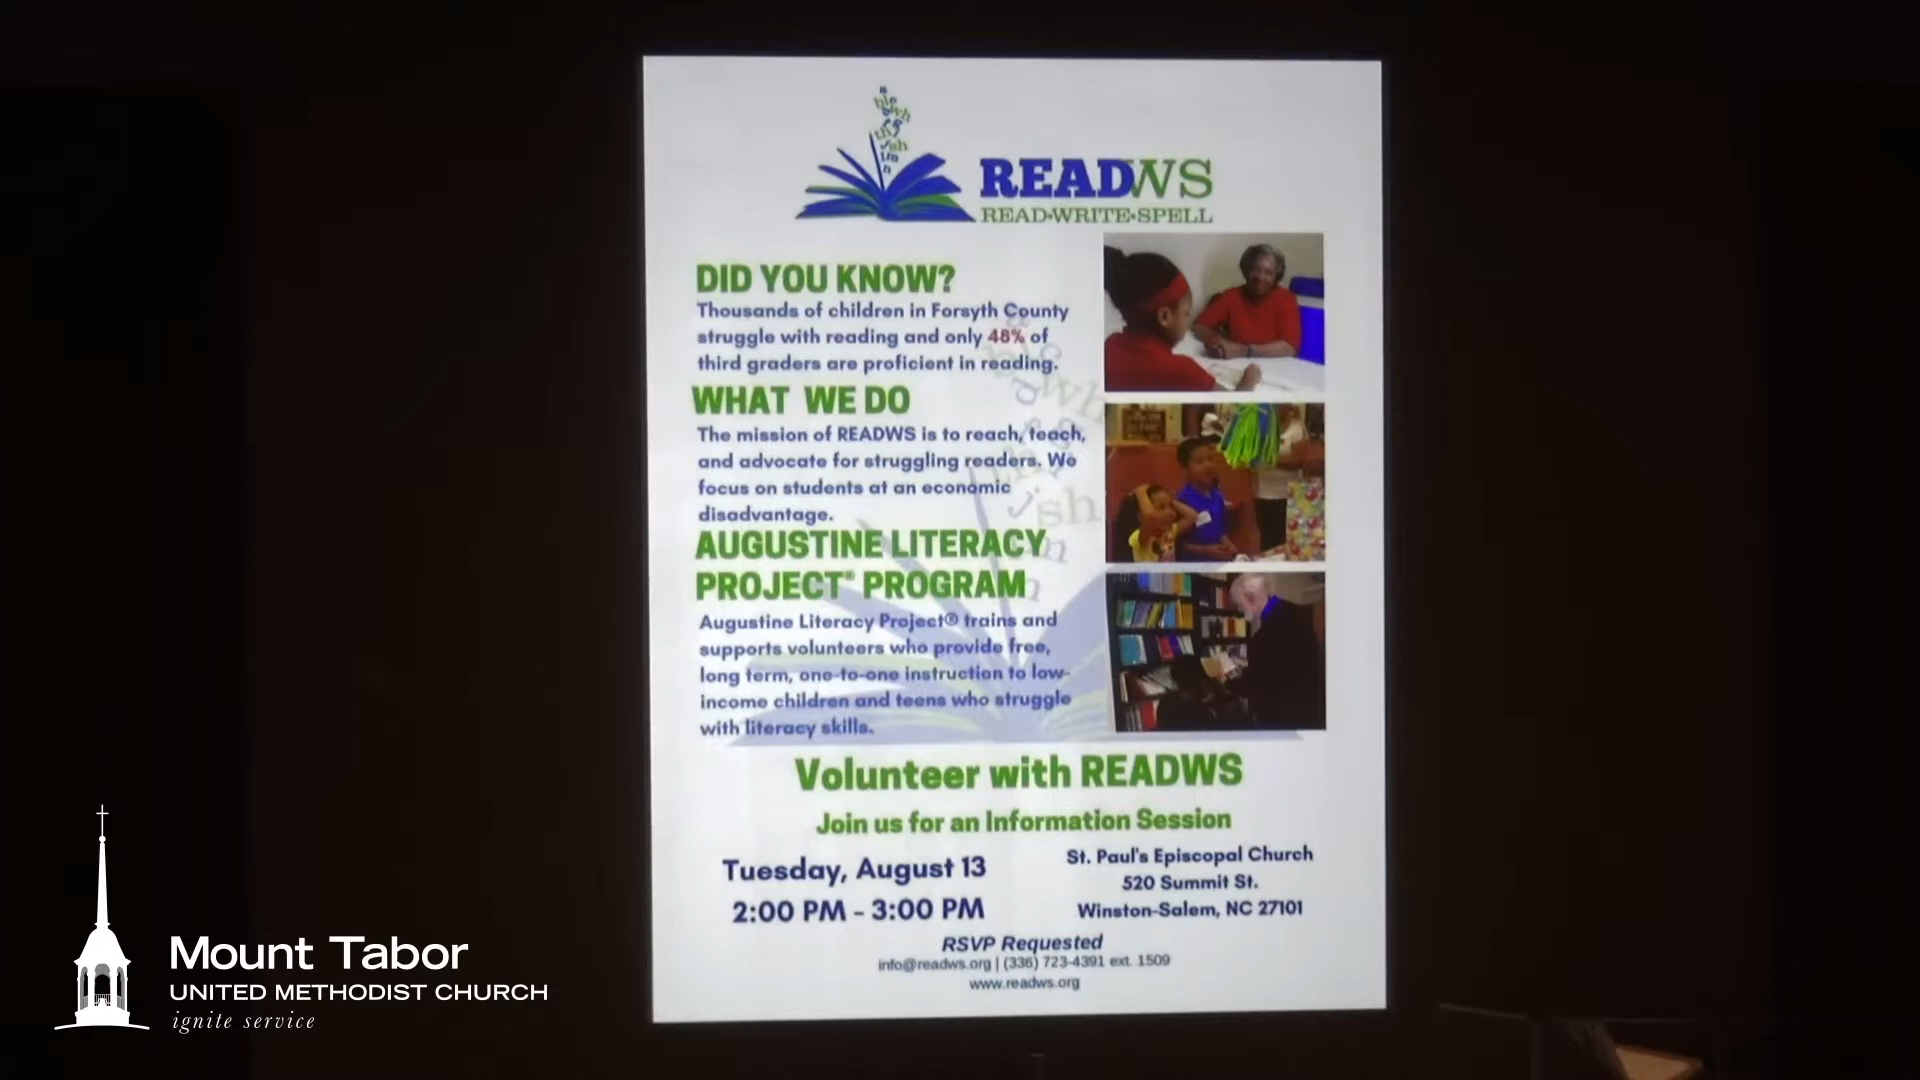 READWS
READ•WRITE•SPELL
DID YOU KNOW?
Thousands of children in Forsyth County
struggle with reading and only 48% of
third graders are proficient in reading.
WHAT WE DO
The mission of READWS is to reach, teach,
and advocate for struggling readers. We
focus on students at an economic
disadvantage.
AUGUSTINE LITERACY
PROJECT® PROGRAM
Augustine Literacy Project® trains and
supports volunteers who provide free,
long term, one-to-one instruction to low-
income children and teens who struggle
with literacy skills.
Volunteer with READWS
Join us for an Information Session
Tuesday, August 13
2:00 PM - 3:00 PM
St. Paul's Episcopal Church
520 Summit St.
Winston-Salem, NC 27101
RSVP Requested
info@readws.org | (336) 723-4391 ext. 1509
www.readws.org
Mount Tabor
UNITED METHODIST CHURCH
ignite service